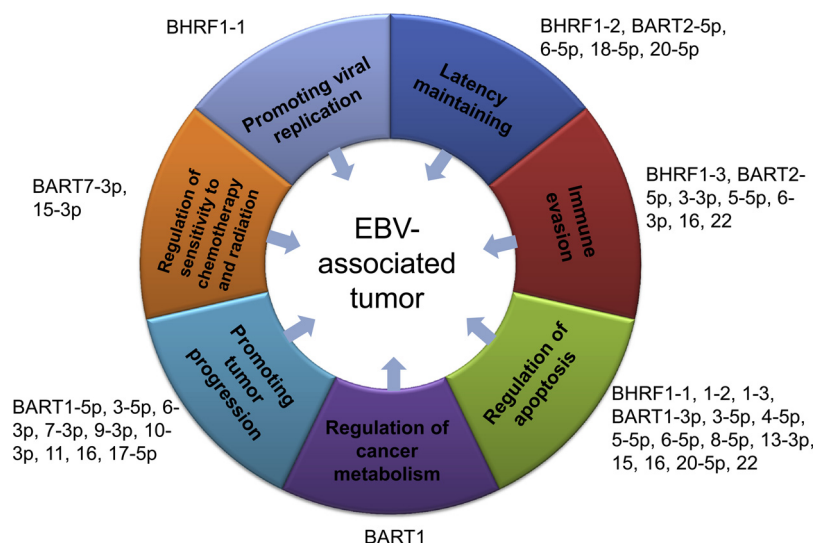 BHRF1-1
BHRF1-2, BART2-5p,
6-5p, 18-5p, 20-5p
Promoting viral
replication
Latency
maintaining
BHRF1-3, BART2-
5p, 3-3p, 5-5p, 6-
3p, 16, 22
Immune
evasion
BART7-3p,
15-3p
Regulation of
sensitivity to
chemotherapy
and radiation
EBV-
associated
tumor
Promoting
tumor
progression
Regulation of
apoptosis
BART1-5p, 3-5p, 6-
3p, 7-3p, 9-3p, 10-
3p, 11, 16, 17-5p
BHRF1-1, 1-2, 1-3,
BART1-3p, 3-5p, 4-5p,
5-5p, 6-5p, 8-5p, 13-3p,
15, 16, 20-5p, 22
Regulation of
cancer
metabolism
BART1